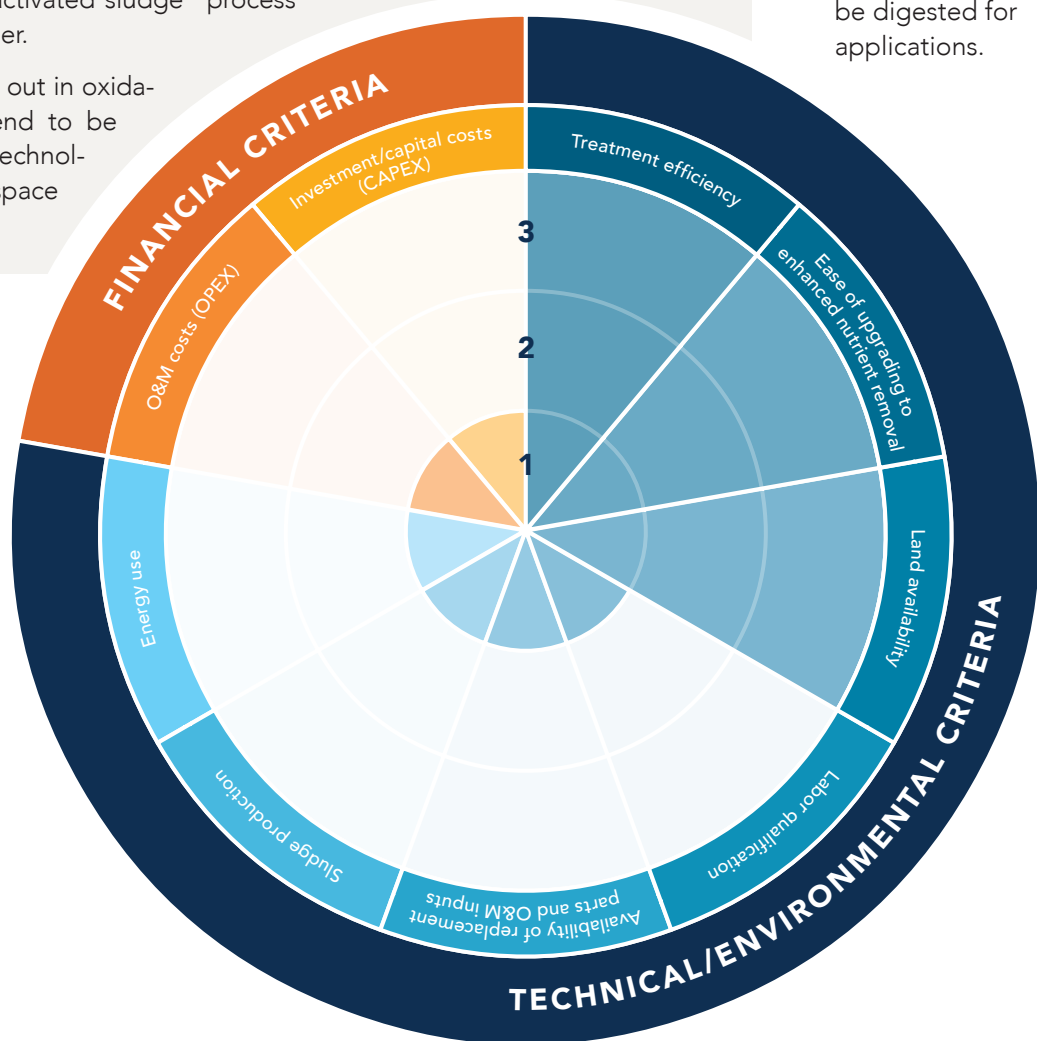 activated sludge" process
er.
out in oxida-
end to be
echnol-
space
be digested for
applications.
FINANCIAL CRITERIA
Investment/capital costs
(CAPEX)
O&M costs (OPEX)
Treatment efficiency
Ease of upgrading to
enhanced nutrient removal
Land availability
Labor qualification
Availability of replacement
parts and O&M inputs
Sludge production
Energy use
3
2
1
TECHNICAL/ENVIRONMENTAL CRITERIA